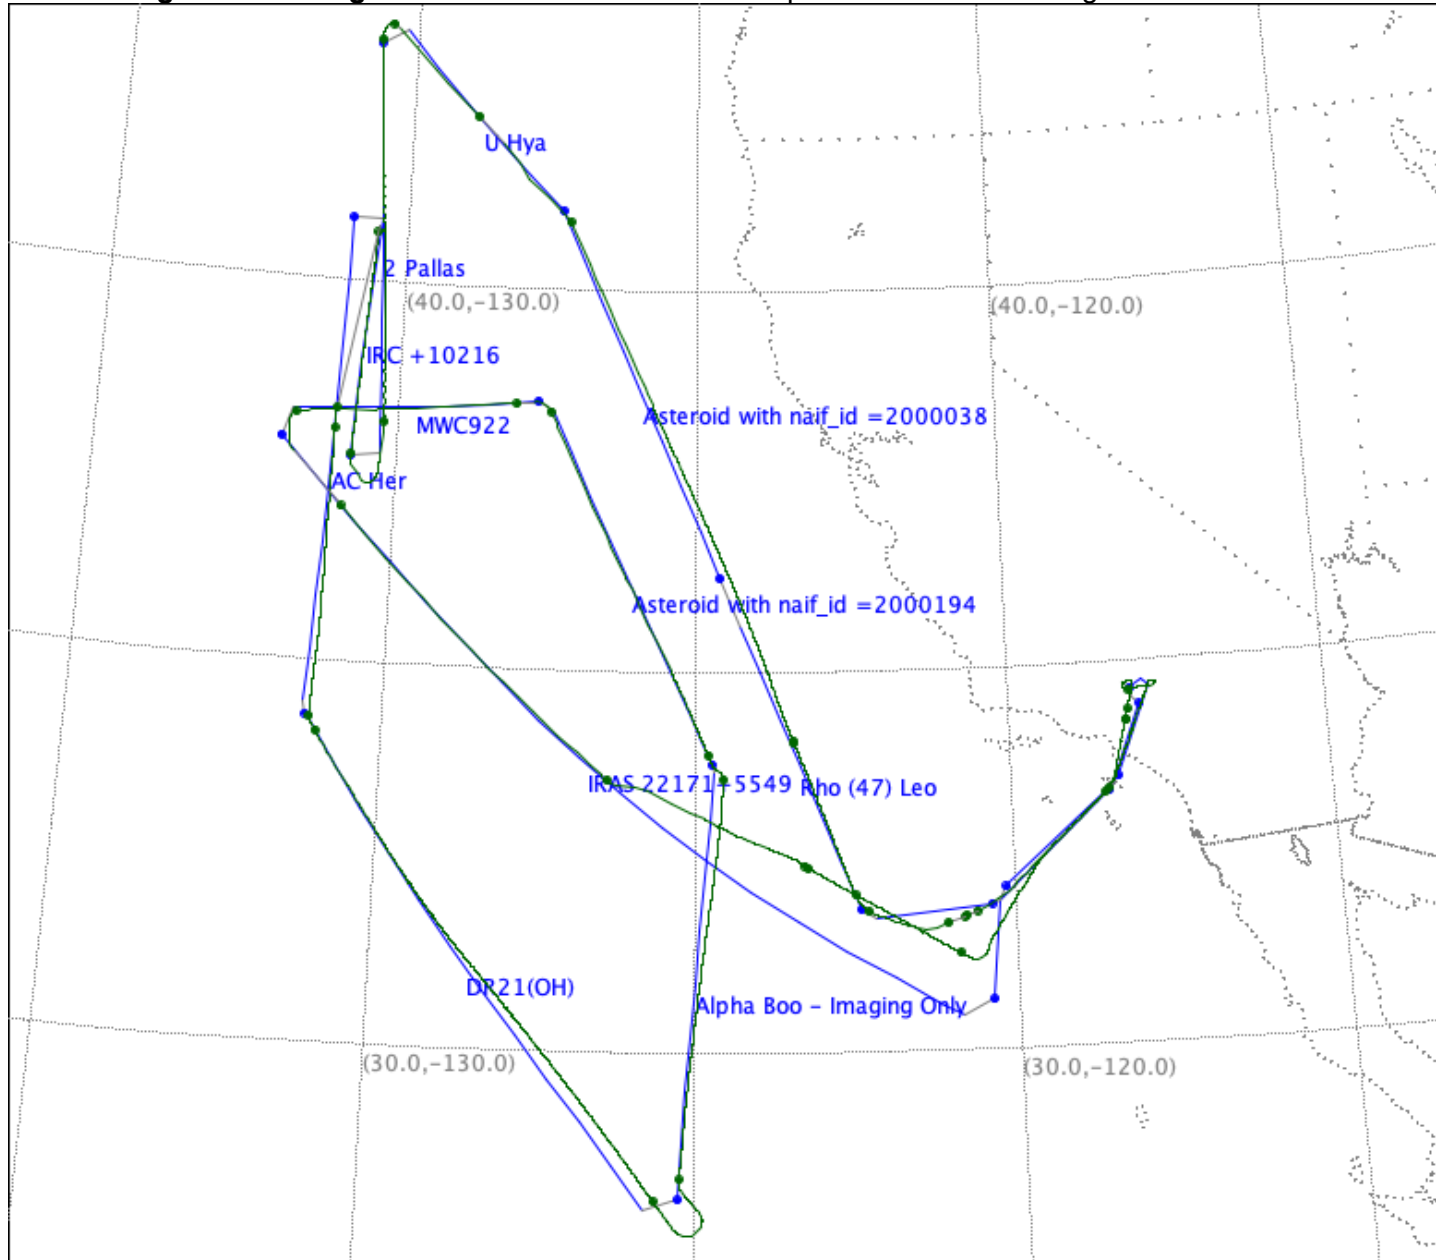 U Hya
2 Pallas
(40.0,-130.0)
(40.0,-120.0)
IRC +10216
Asteroid with naif_id =2000038
MWC922
AC Her
Asteroid with naif_id =2000194
IRAS 22171+5549
Rho (47) Leo
DR21(OH)
Alpha Boo - Imaging Only
(30.0,-130.0)
(30.0,-120.0)